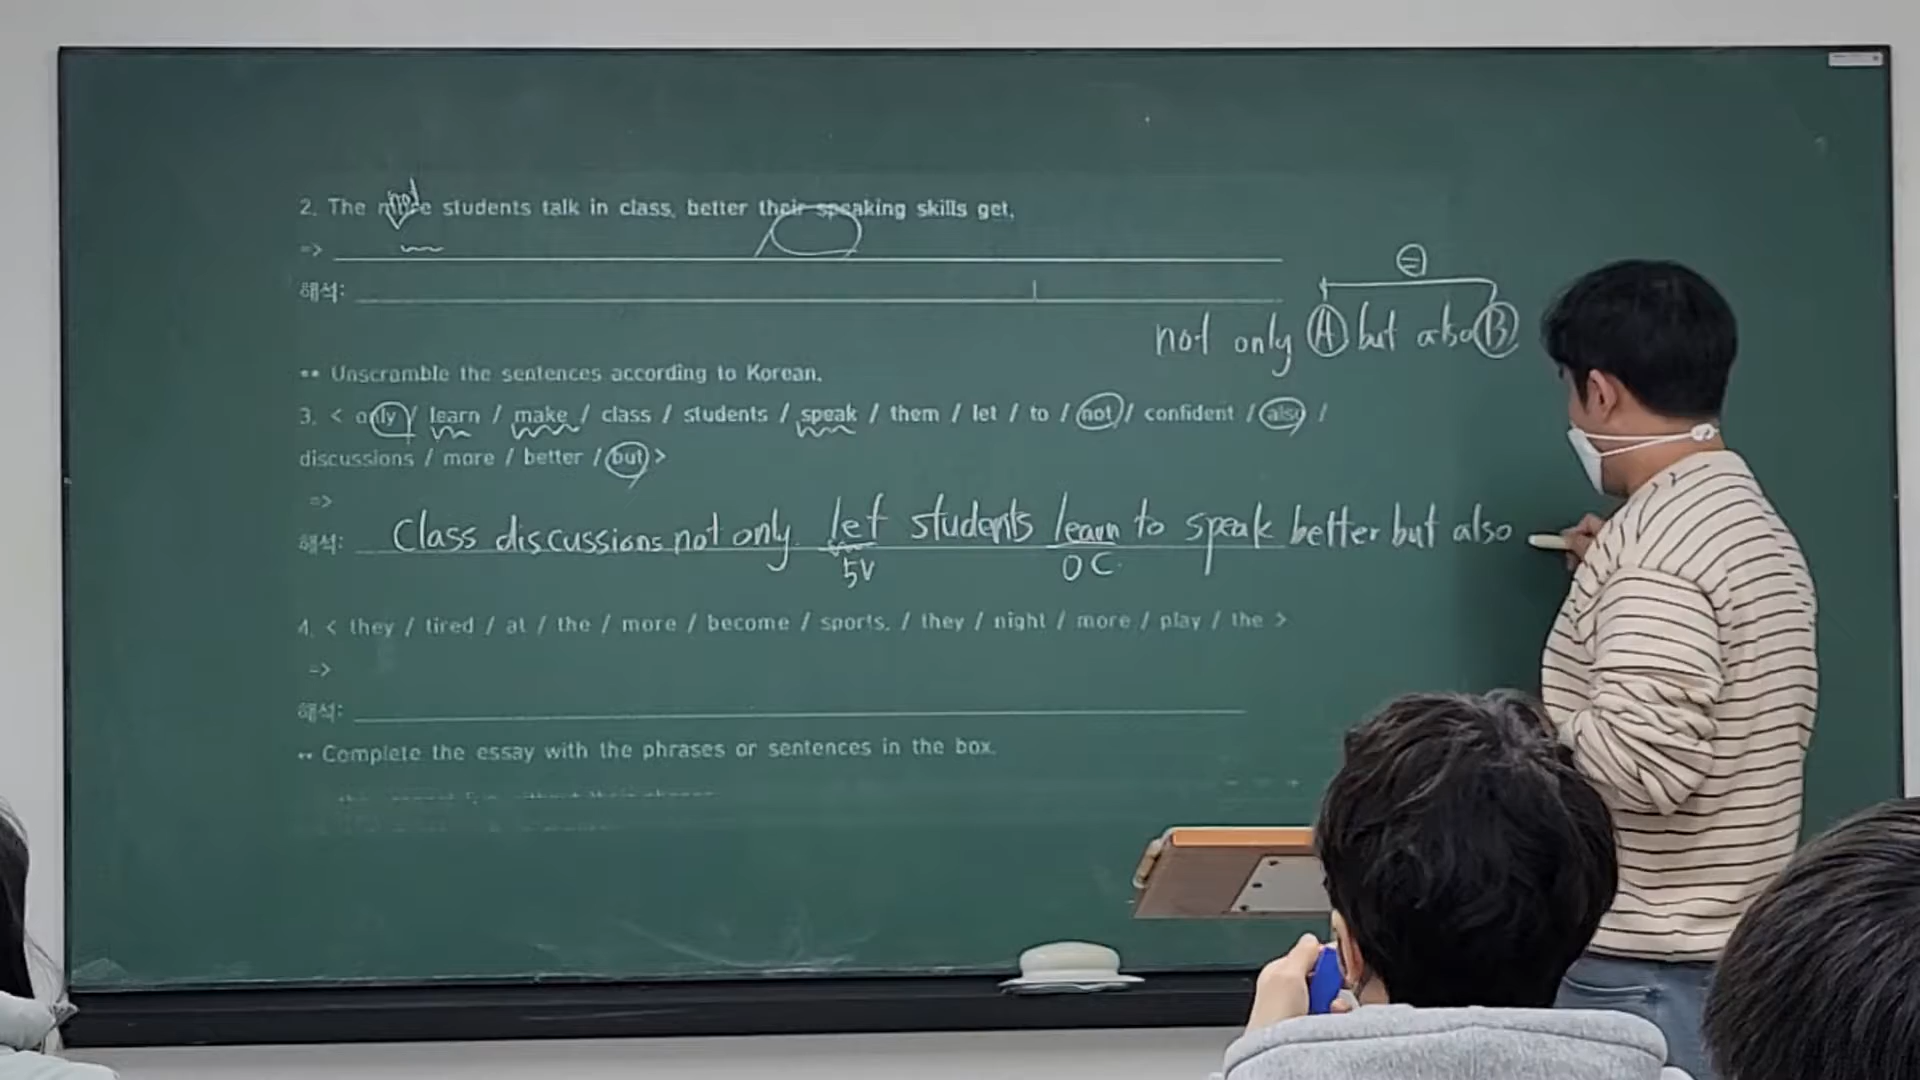 not
2. The more students talk in class, better their speaking skills get,
=>
해석:
not only A but also B
** Unscramble the sentences according to Korean.
3. < only / learn / make / class / students / speak / them / let / to / not / confident / also /
discussions / more / better / but >
=>
해석: Class discussions not only let students learn to speak better but also
5V OC
4. < they / tired / at / the / more / become / sports, / they / night / more / play / the >
=>
해석:
** Complete the essay with the phrases or sentences in the box.